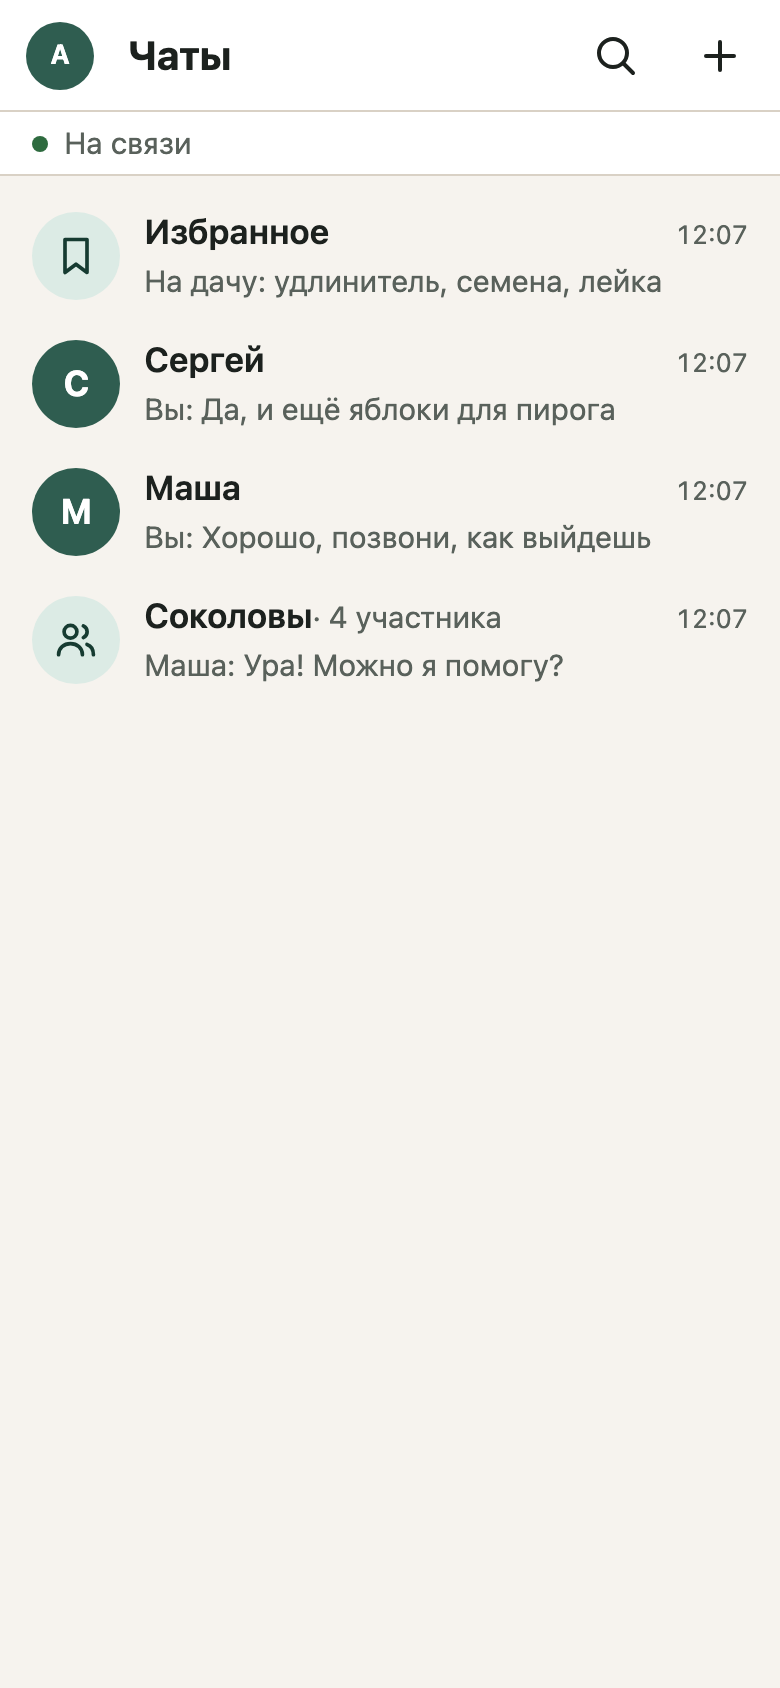 А
Чаты
На связи
Избранное
12:07
На дачу: удлинитель, семена, лейка
С
Сергей
12:07
Вы: Да, и ещё яблоки для пирога
М
Маша
12:07
Вы: Хорошо, позвони, как выйдешь
Соколовы· 4 участника
12:07
Маша: Ура! Можно я помогу?